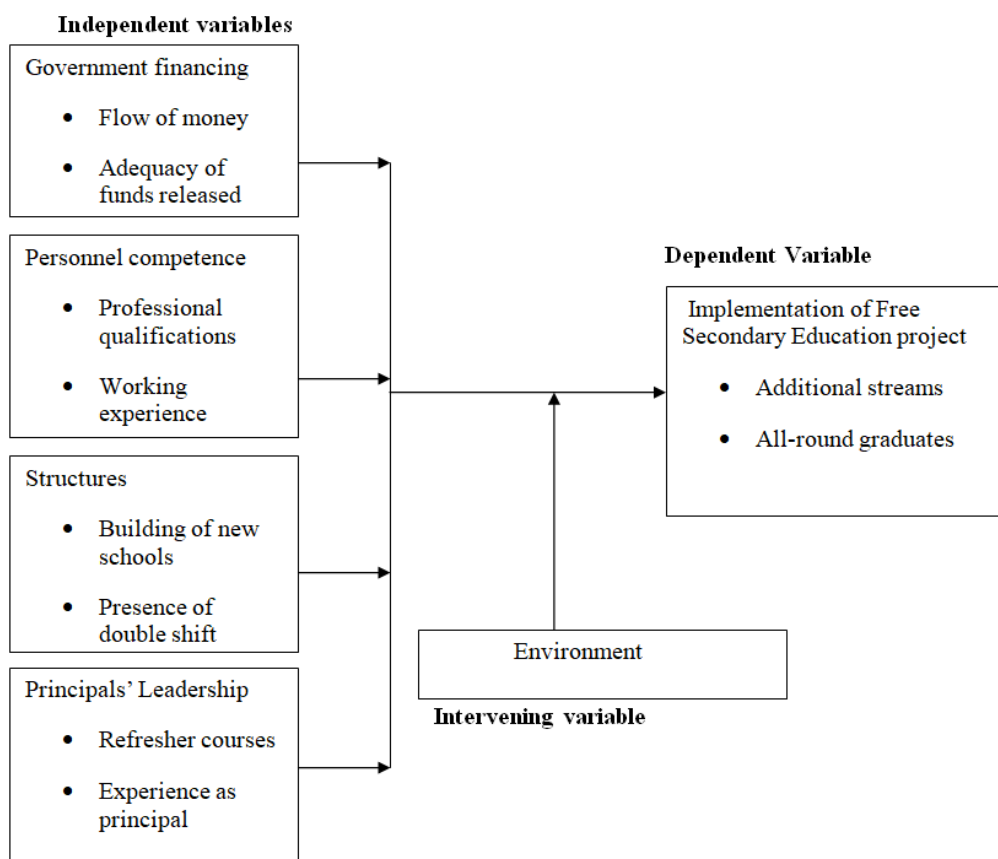 Independent variables
Government financing
• Flow of money
• Adequacy of
funds released
Personnel competence
• Professional
qualifications
• Working
experience
Structures
• Building of new
schools
• Presence of
double shift
Principals’ Leadership
• Refresher courses
• Experience as
principal
Dependent Variable
Implementation of Free
Secondary Education project
• Additional streams
• All-round graduates
Environment
Intervening variable